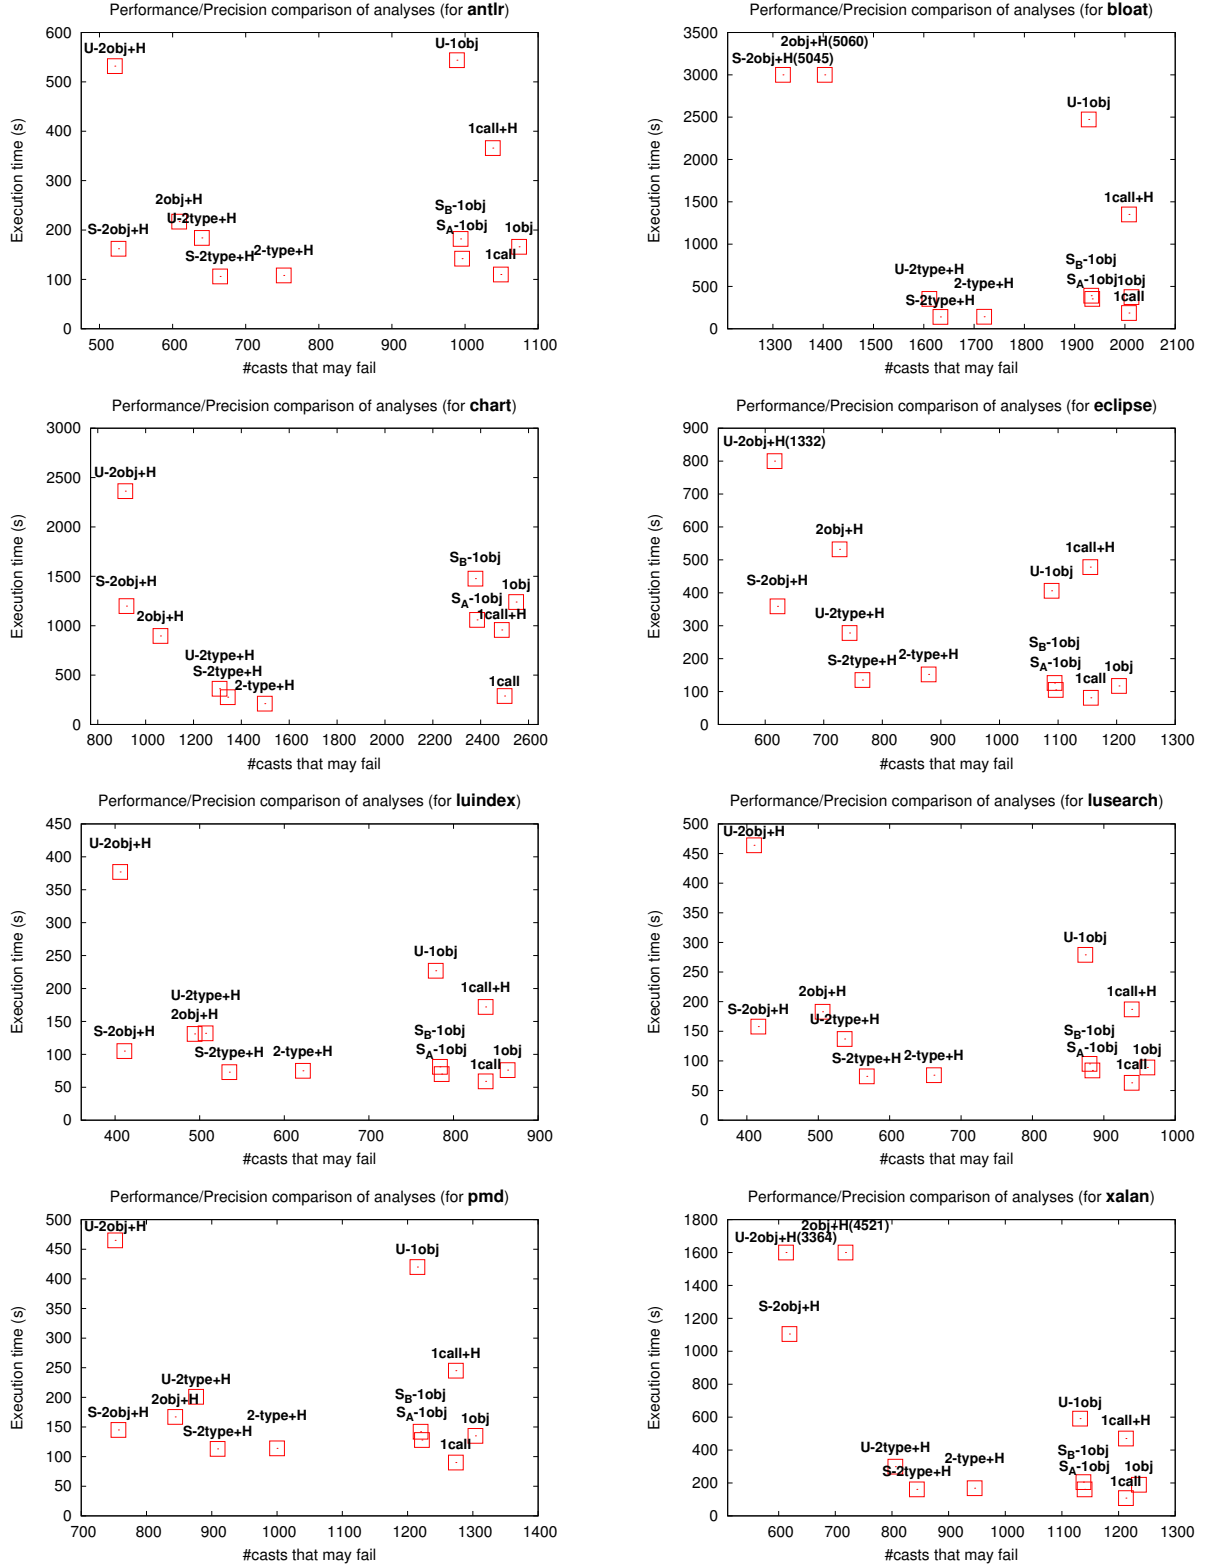 Performance/Precision comparison of analyses (for antlr)
600
500
400
300
200
100
0
Execution time (s)
U-2obj+H
U-1obj
1call+H
2obj+H
U-2type+H
S-2obj+H
S-2type+H
2-type+H
SB-1obj
SA-1obj
1obj
1call
500 600 700 800 900 1000 1100
#casts that may fail
Performance/Precision comparison of analyses (for bloat)
3500
3000
2500
2000
1500
1000
500
0
Execution time (s)
2obj+H(5060)
S-2obj+H(5045)
U-1obj
1call+H
U-2type+H
2-type+H
S-2type+H
SB-1obj
SA-1obj
1obj
1call
1300 1400 1500 1600 1700 1800 1900 2000 2100
#casts that may fail
Performance/Precision comparison of analyses (for chart)
3000
2500
2000
1500
1000
500
0
Execution time (s)
U-2obj+H
S-2obj+H
2obj+H
U-2type+H
S-2type+H
2-type+H
SB-1obj
SA-1obj
1obj
1call+H
1call
800 1000 1200 1400 1600 1800 2000 2200 2400 2600
#casts that may fail
Performance/Precision comparison of analyses (for eclipse)
900
800
700
600
500
400
300
200
100
0
Execution time (s)
U-2obj+H(1332)
2obj+H
1call+H
U-1obj
S-2obj+H
U-2type+H
S-2type+H
2-type+H
SB-1obj
SA-1obj
1obj
1call
600 700 800 900 1000 1100 1200 1300
#casts that may fail
Performance/Precision comparison of analyses (for luindex)
450
400
350
300
250
200
150
100
50
0
Execution time (s)
U-2obj+H
U-1obj
1call+H
U-2type+H
2obj+H
S-2obj+H
S-2type+H
2-type+H
SB-1obj
SA-1obj
1obj
1call
400 500 600 700 800 900
#casts that may fail
Performance/Precision comparison of analyses (for lusearch)
500
450
400
350
300
250
200
150
100
50
0
Execution time (s)
U-2obj+H
U-1obj
1call+H
2obj+H
S-2obj+H
U-2type+H
S-2type+H
2-type+H
SB-1obj
SA-1obj
1obj
1call
400 500 600 700 800 900 1000
#casts that may fail
Performance/Precision comparison of analyses (for pmd)
500
450
400
350
300
250
200
150
100
50
0
Execution time (s)
U-2obj+H
U-1obj
1call+H
U-2type+H
2obj+H
S-2obj+H
S-2type+H
2-type+H
SB-1obj
SA-1obj
1obj
1call
700 800 900 1000 1100 1200 1300 1400
#casts that may fail
Performance/Precision comparison of analyses (for xalan)
1800
1600
1400
1200
1000
800
600
400
200
0
Execution time (s)
2obj+H(4521)
U-2obj+H(3364)
S-2obj+H
U-1obj
1call+H
U-2type+H
S-2type+H
2-type+H
SB-1obj
SA-1obj
1obj
1call
600 700 800 900 1000 1100 1200 1300
#casts that may fail